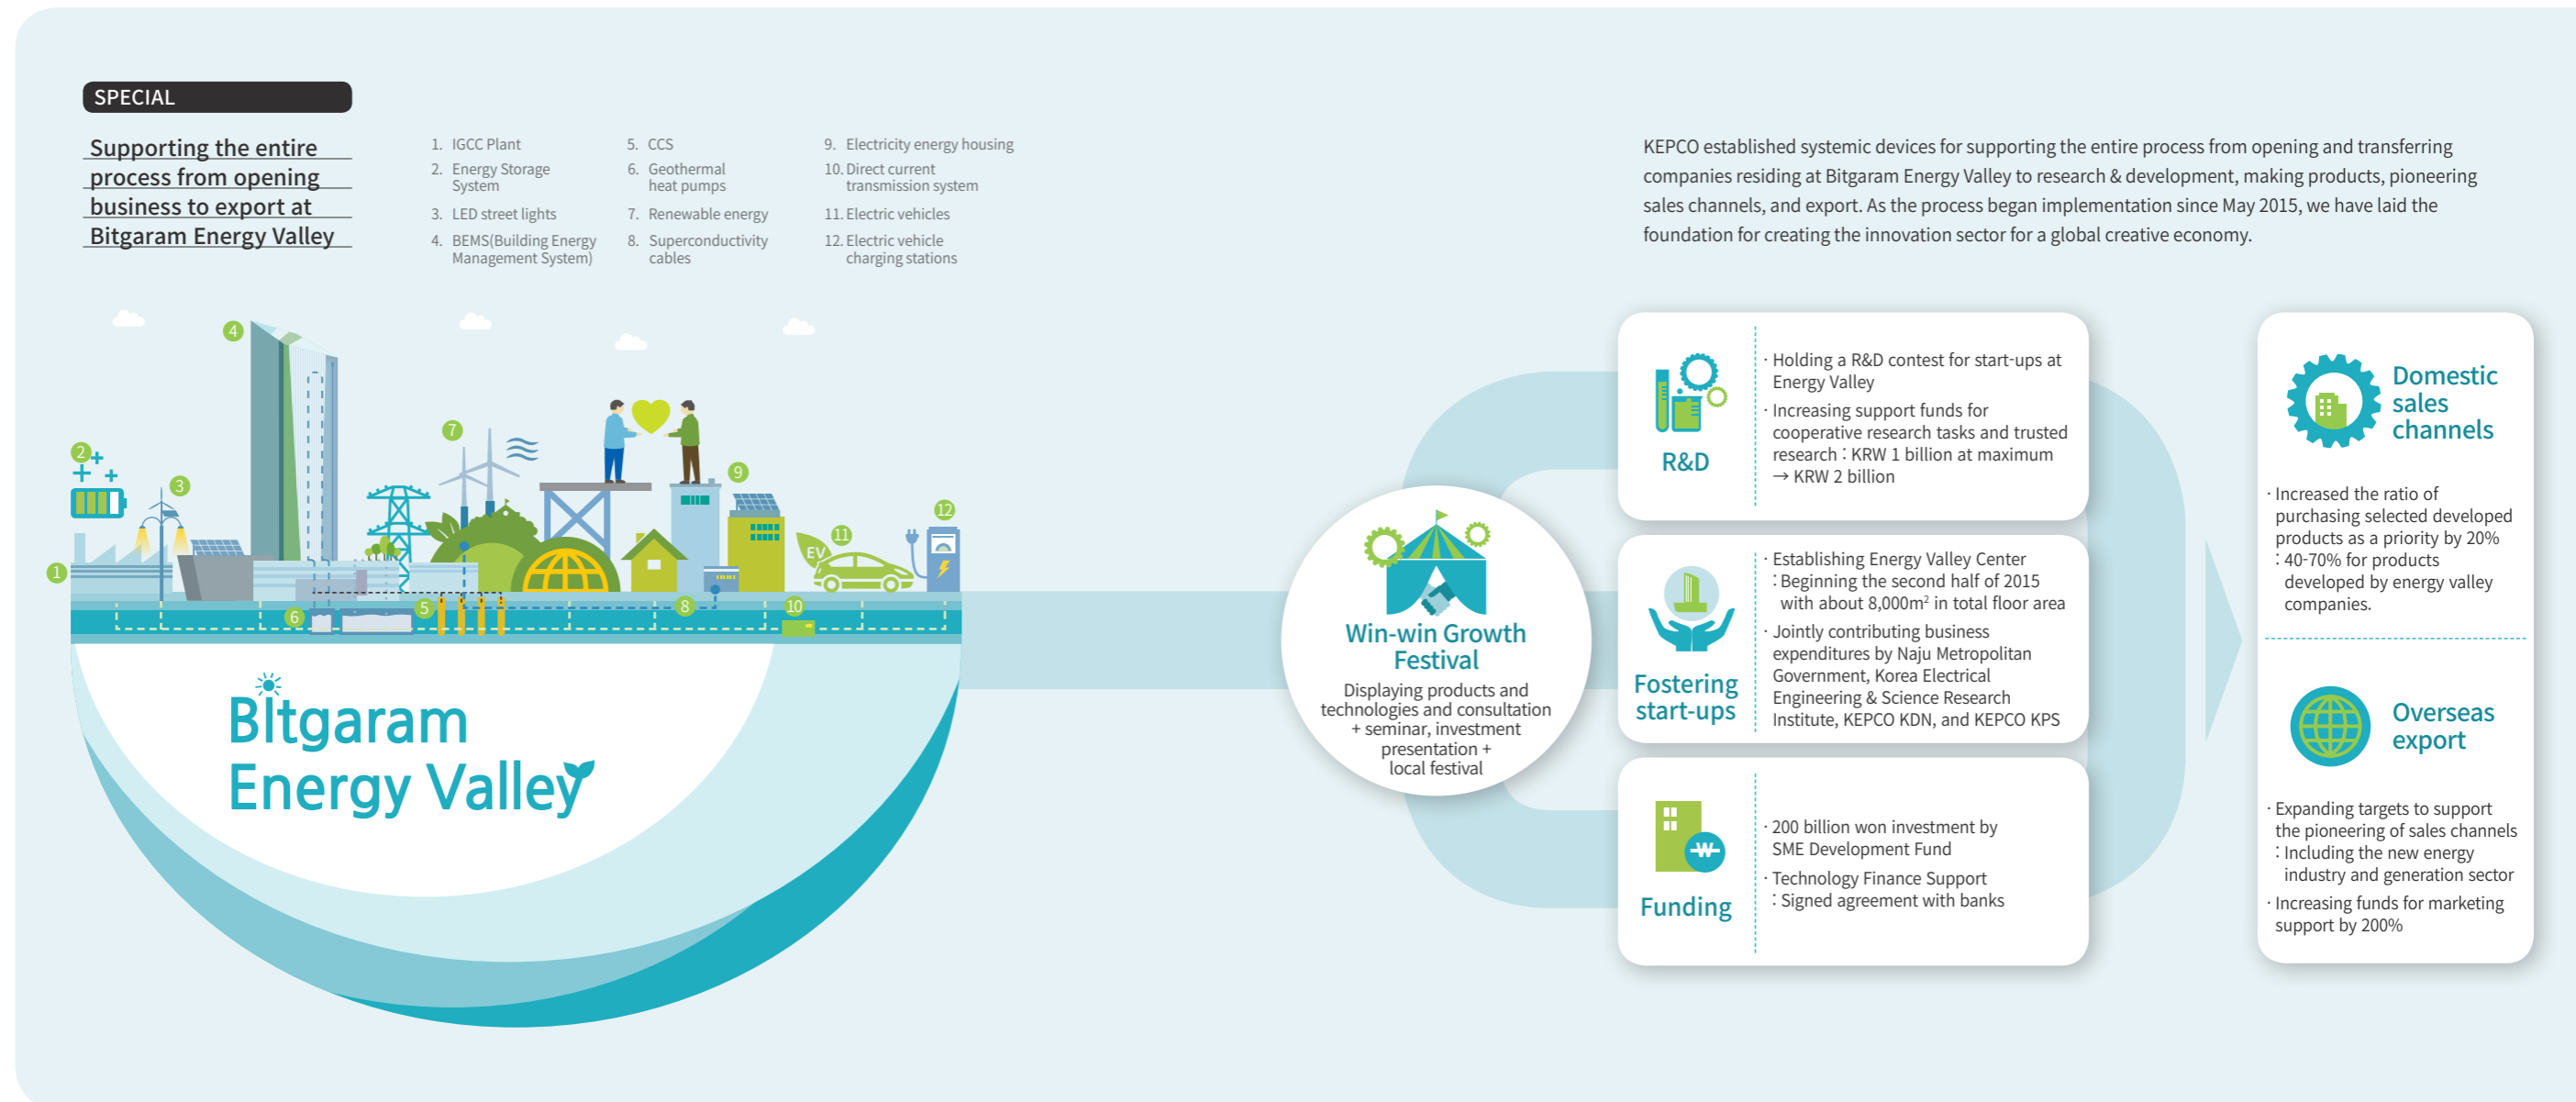 SPECIAL
Supporting the entire
process from opening
business to export at
Bitgaram Energy Valley
1. IGCC Plant
2. Energy Storage
System
3. LED street lights
4. BEMS(Building Energy
Management System)
5. CCS
6. Geothermal
heat pumps
7. Renewable energy
8. Superconductivity
cables
9. Electricity energy housing
10. Direct current
transmission system
11. Electric vehicles
12. Electric vehicle
charging stations
KEPCO established systemic devices for supporting the entire process from opening and transferring
companies residing at Bitgaram Energy Valley to research & development, making products, pioneering
sales channels, and export. As the process began implementation since May 2015, we have laid the
foundation for creating the innovation sector for a global creative economy.
4
7
2
3
9
12
11
EV
1
6
5
8
10
Bitgaram
Energy Valley
Win-win Growth
Festival
Displaying products and
technologies and consultation
+ seminar, investment
presentation +
local festival
R&D
· Holding a R&D contest for start-ups at
Energy Valley
· Increasing support funds for
cooperative research tasks and trusted
research : KRW 1 billion at maximum
→ KRW 2 billion
Fostering
start-ups
· Establishing Energy Valley Center
: Beginning the second half of 2015
with about 8,000m² in total floor area
· Jointly contributing business
expenditures by Naju Metropolitan
Government, Korea Electrical
Engineering & Science Research
Institute, KEPCO KDN, and KEPCO KPS
₩
Funding
· 200 billion won investment by
SME Development Fund
· Technology Finance Support
: Signed agreement with banks
Domestic
sales
channels
· Increased the ratio of
purchasing selected developed
products as a priority by 20%
: 40-70% for products
developed by energy valley
companies.
Overseas
export
· Expanding targets to support
the pioneering of sales channels
: Including the new energy
industry and generation sector
· Increasing funds for marketing
support by 200%